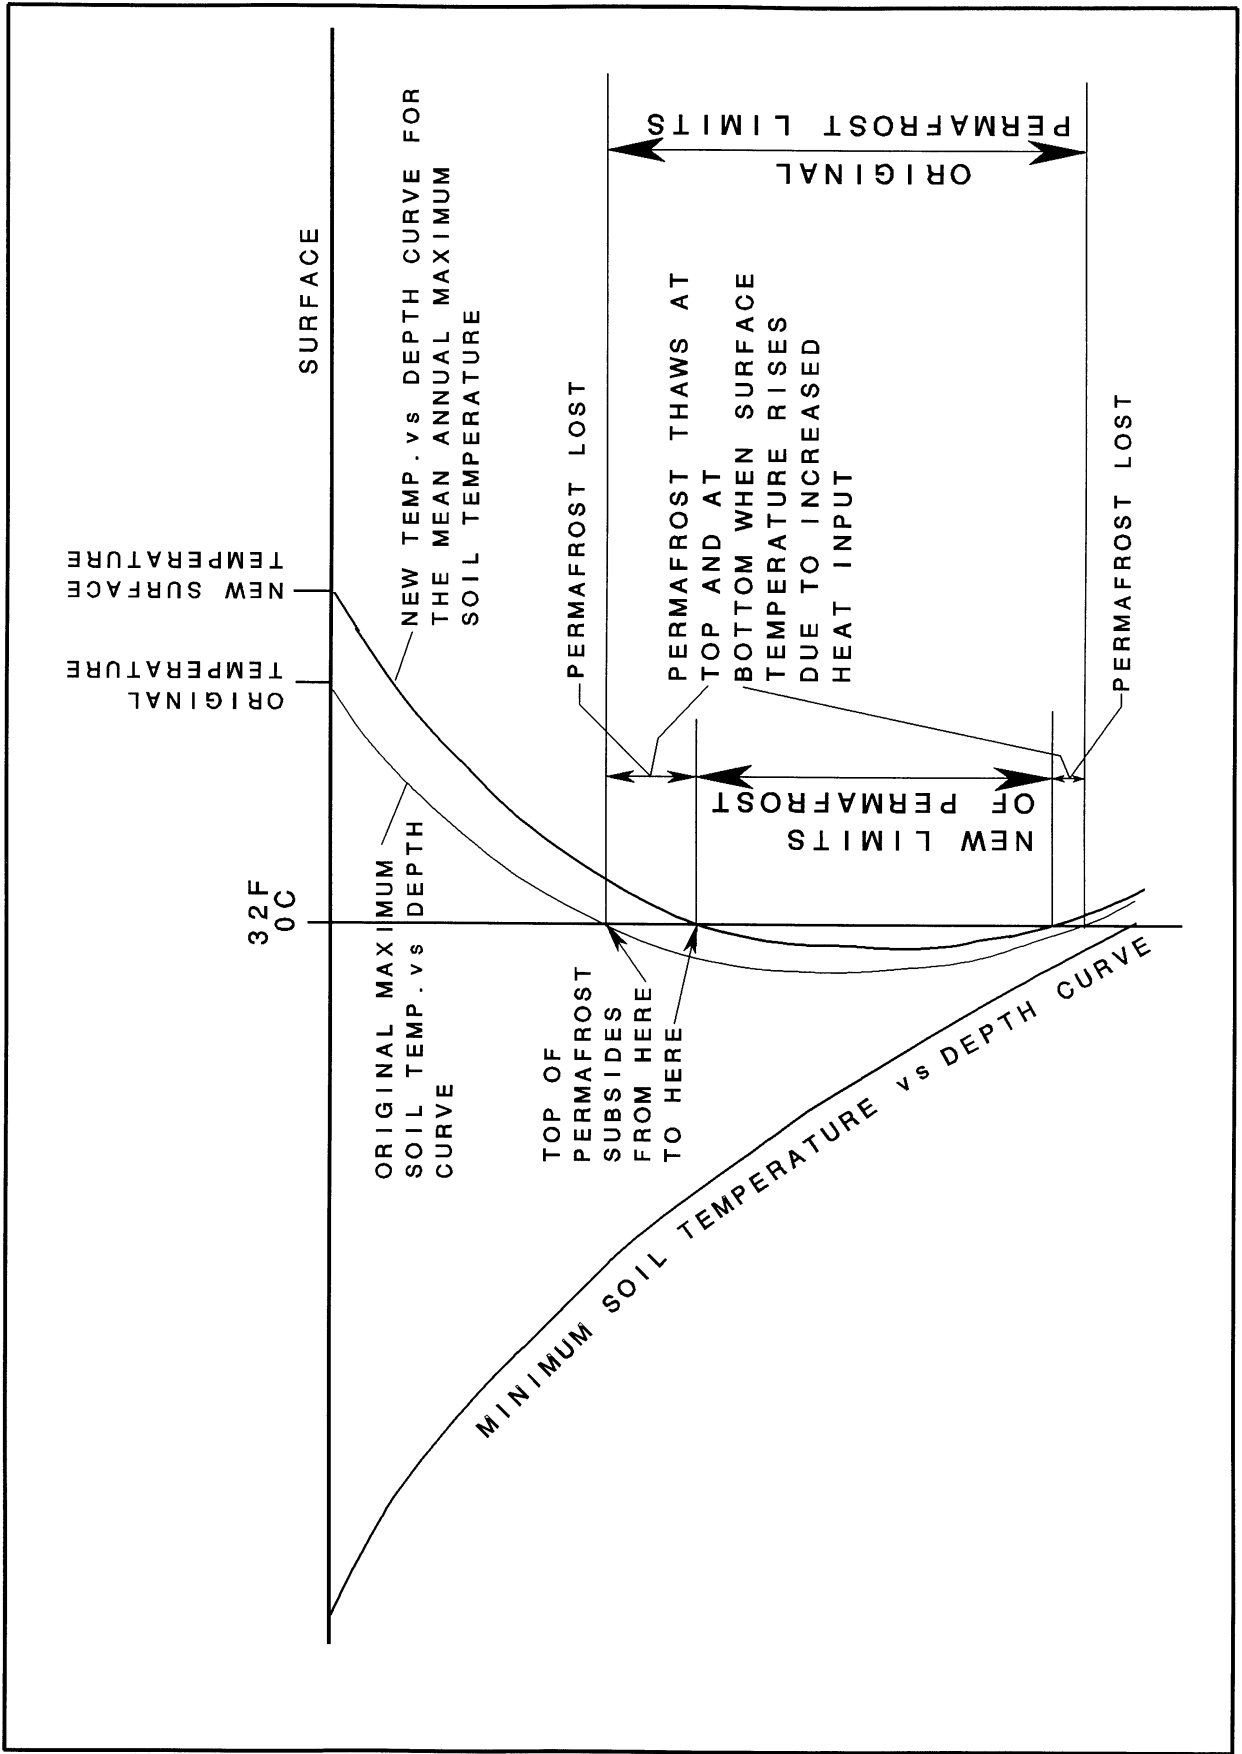 SURFACE
32F
0C
ORIGINAL
TEMPERATURE
NEW SURFACE
TEMPERATURE
NEW TEMP.vs DEPTH CURVE FOR
THE MEAN ANNUAL MAXIMUM
SOIL TEMPERATURE
ORIGINAL MAXIMUM
SOIL TEMP.vs DEPTH
CURVE
TOP OF
PERMAFROST
SUBSIDES
FROM HERE
TO HERE
PERMAFROST LOST
PERMAFROST THAWS AT
TOP AND AT
BOTTOM WHEN SURFACE
TEMPERATURE RISES
DUE TO INCREASED
HEAT INPUT
NEW LIMITS
OF PERMAFROST
ORIGINAL
PERMAFROST LIMITS
PERMAFROST LOST
MINIMUM SOIL TEMPERATURE vs DEPTH CURVE